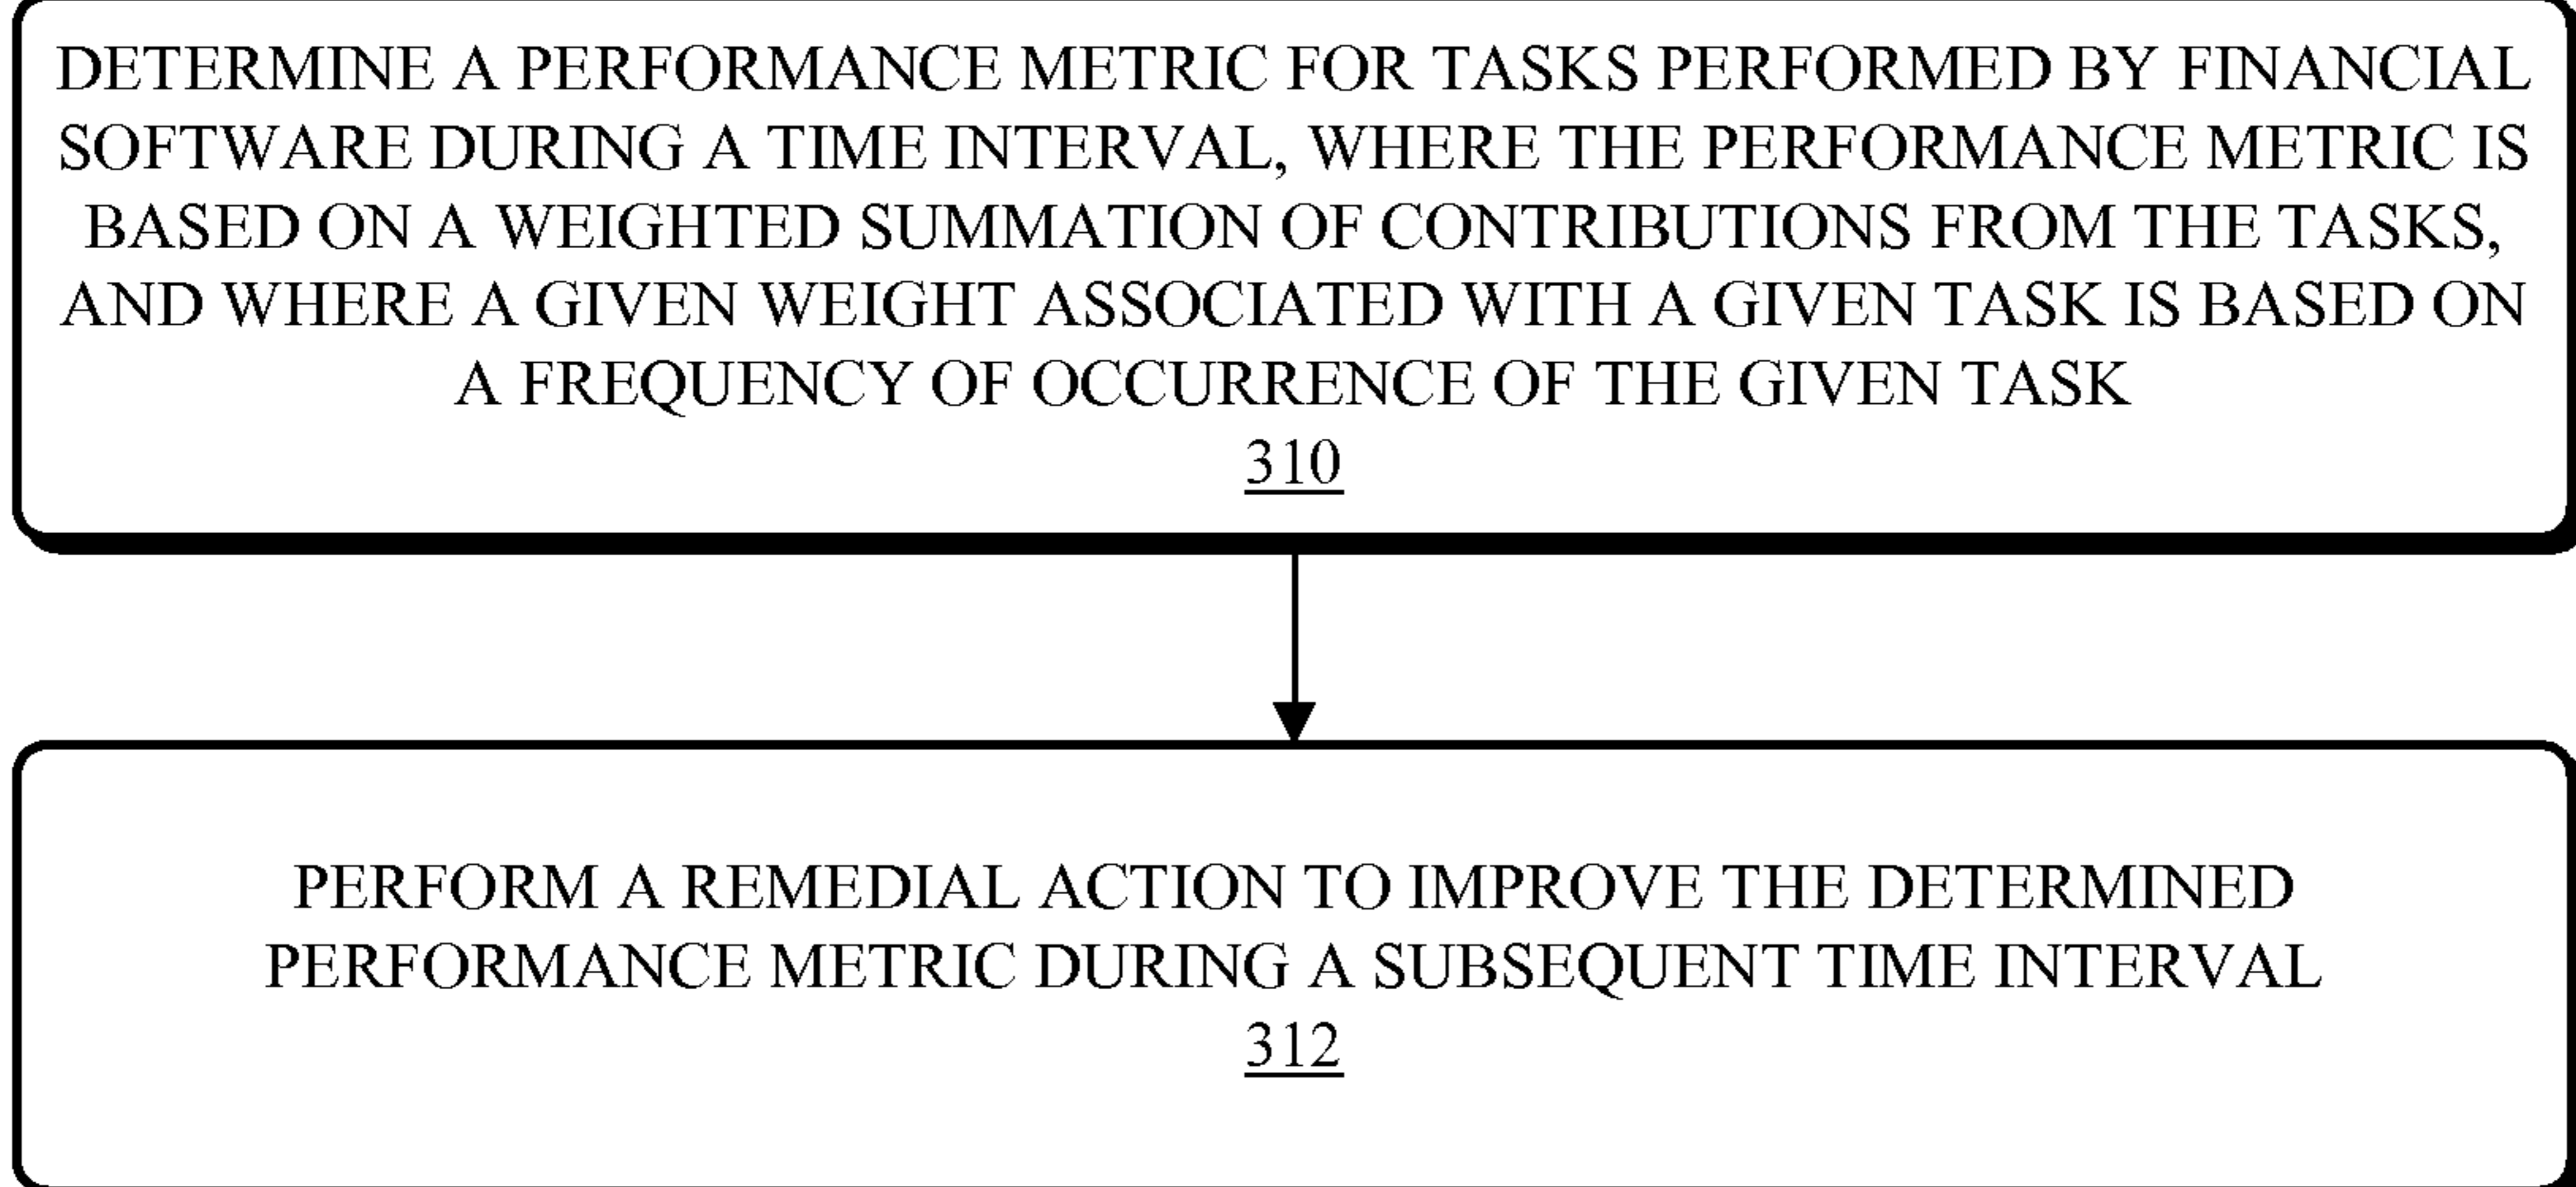 DETERMINE A PERFORMANCE METRIC FOR TASKS PERFORMED BY FINANCIAL
SOFTWARE DURING A TIME INTERVAL, WHERE THE PERFORMANCE METRIC IS
BASED ON A WEIGHTED SUMMATION OF CONTRIBUTIONS FROM THE TASKS,
AND WHERE A GIVEN WEIGHT ASSOCIATED WITH A GIVEN TASK IS BASED ON
A FREQUENCY OF OCCURRENCE OF THE GIVEN TASK
310
PERFORM A REMEDIAL ACTION TO IMPROVE THE DETERMINED
PERFORMANCE METRIC DURING A SUBSEQUENT TIME INTERVAL
312